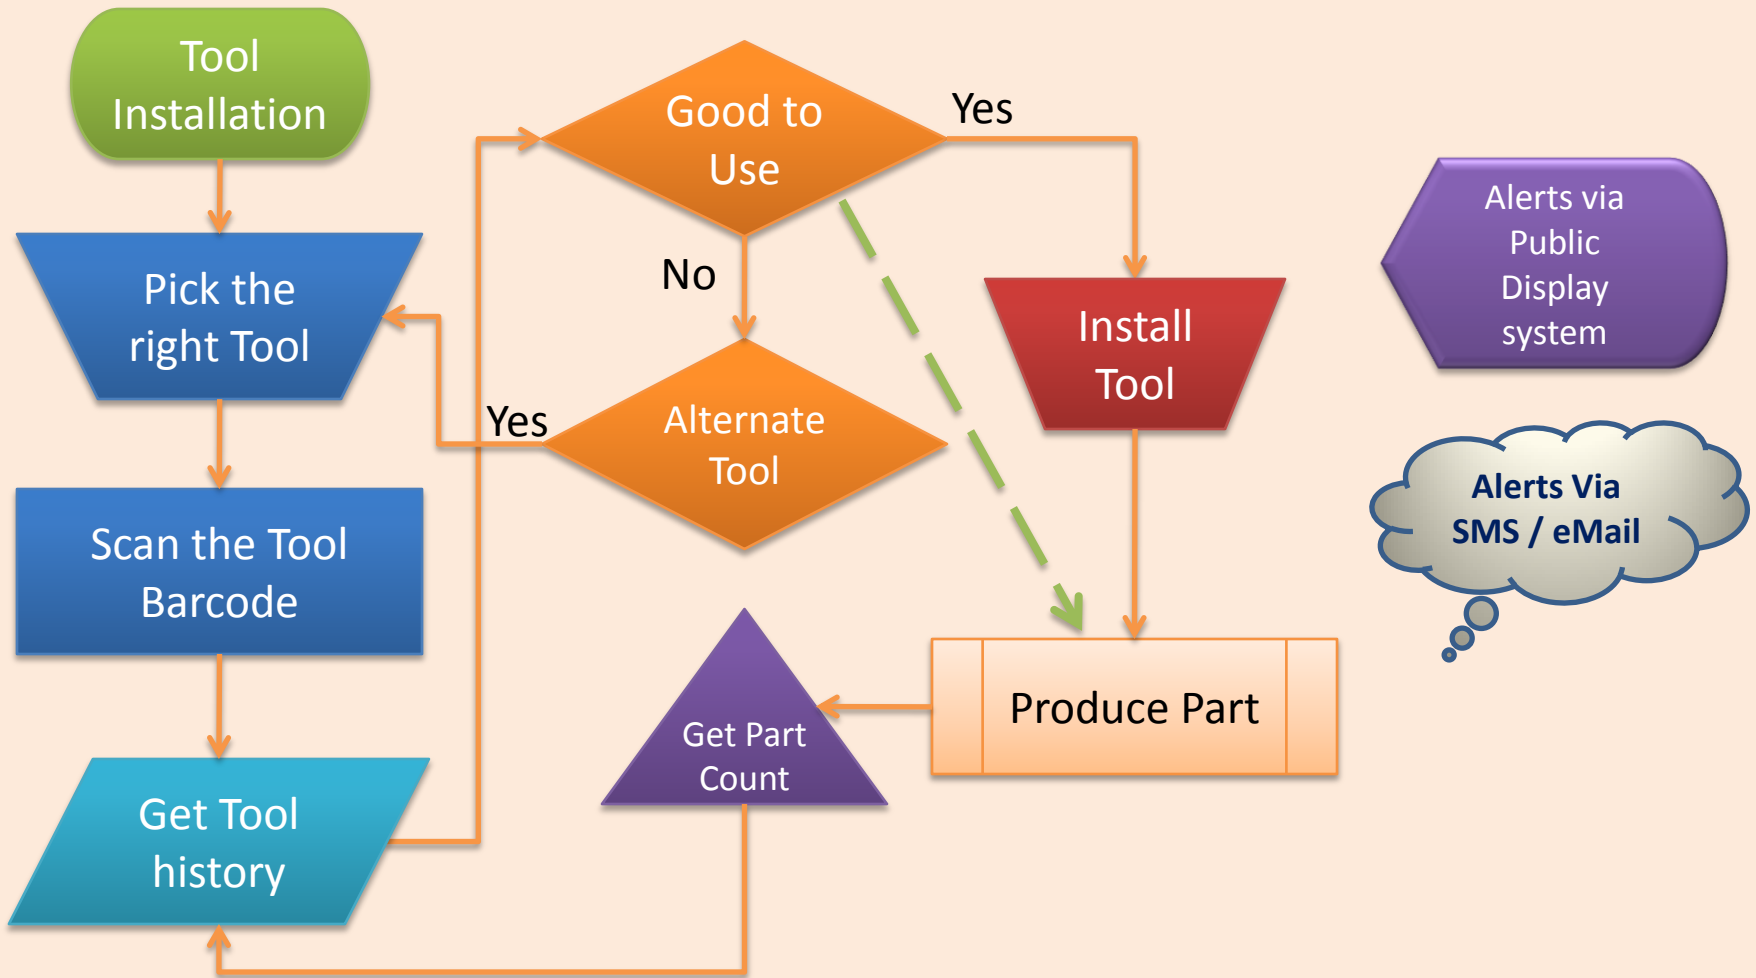 Tool
Installation
Pick the
right Tool
Scan the Tool
Barcode
Get Tool
history
Good to
Use
Yes
No
Alternate
Tool
Yes
Install
Tool
Produce Part
Get Part
Count
Alerts via
Public
Display
system
Alerts Via
SMS / eMail